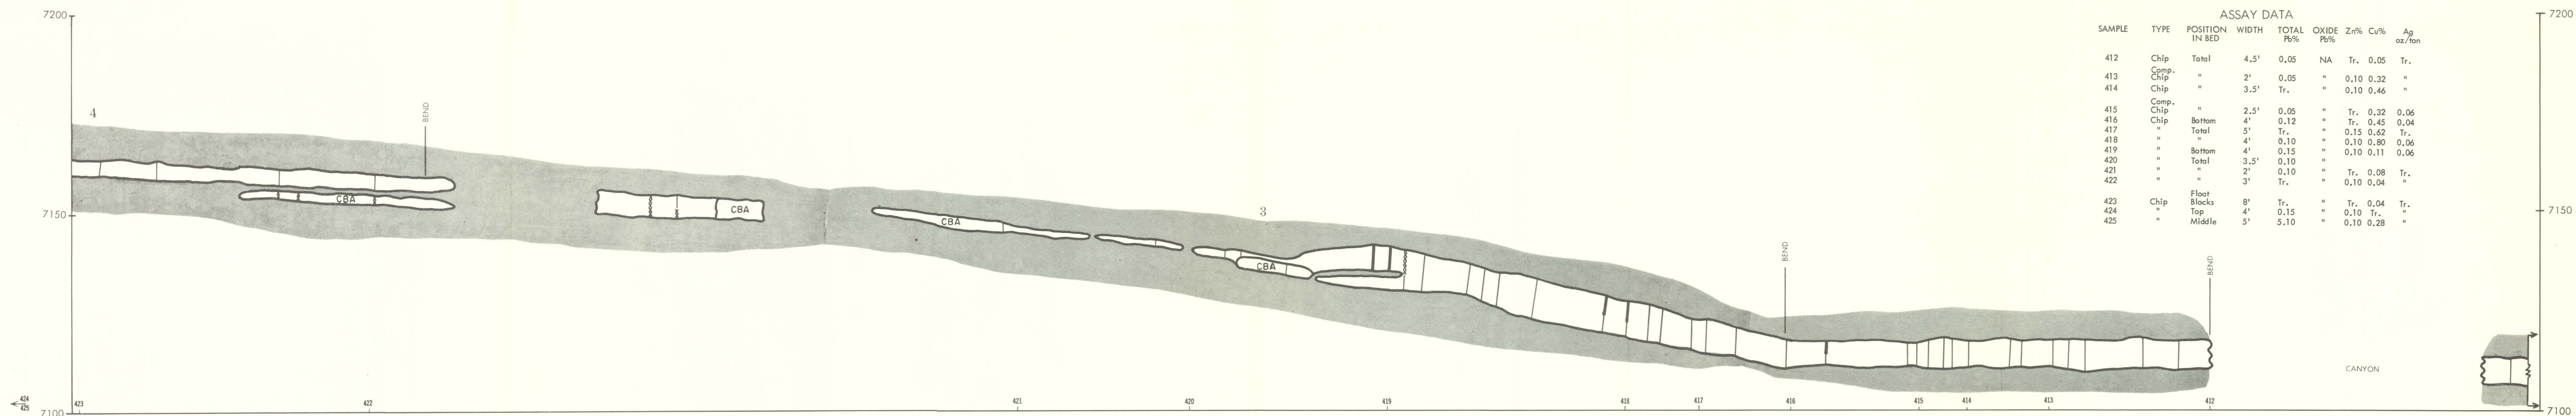 7200
7200
ASSAY DATA
SAMPLE TYPE POSITION IN BED WIDTH TOTAL Pb% OXIDE Pb% Zn% Cu% Ag oz/ton
412 Chip Total 4.5' 0.05 NA Tr. 0.05 Tr.
Comp.
413 Chip " 2' 0.05 " 0.10 0.32 "
414 Chip " 3.5' Tr. " 0.10 0.46 "
Comp.
415 Chip " 2.5' 0.05 " Tr. 0.32 0.06
416 Chip Bottom 4' 0.12 " Tr. 0.45 0.04
417 " Total 5' Tr. " 0.15 0.62 Tr.
418 " " 4' 0.10 " 0.10 0.80 0.06
419 " Bottom 4' 0.15 " 0.10 0.11 0.06
420 " Total 3.5' 0.10 "
421 " " 2' 0.10 " Tr. 0.08 Tr.
422 " " 3' Tr. " 0.10 0.04 "
Float
423 Chip Blocks 8' Tr. " Tr. 0.04 Tr.
424 " Top 4' 0.15 " 0.10 Tr. "
425 " Middle 5' 5.10 " 0.10 0.28 "
4
BEND
CBA
CBA
7150
7150
CBA
3
CBA
BEND
BEND
CANYON
424
425
7100
423
422
421
420
419
418
417
416
415
414
413
412
7100